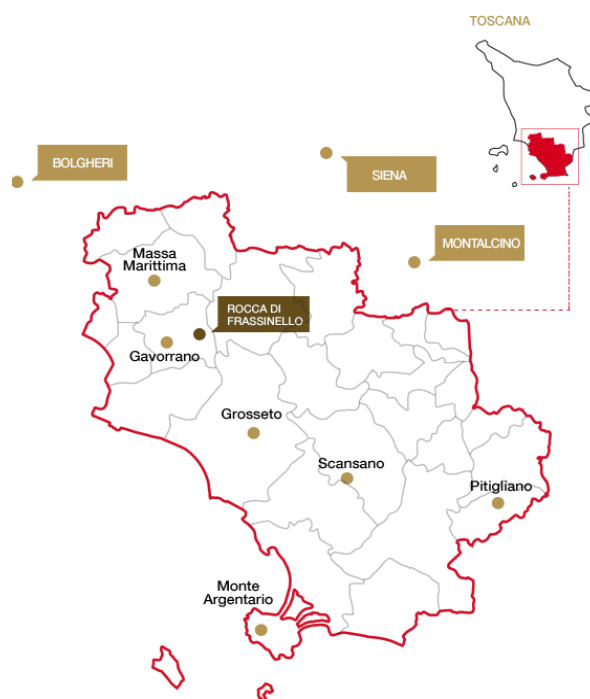 TOSCANA
BOLGHERI
SIENA
MONTALCINO
Massa
Marittima
ROCCA DI
FRASSINELLO
Gavorrano
Grosseto
Scansano
Pitigliano
Monte
Argentario